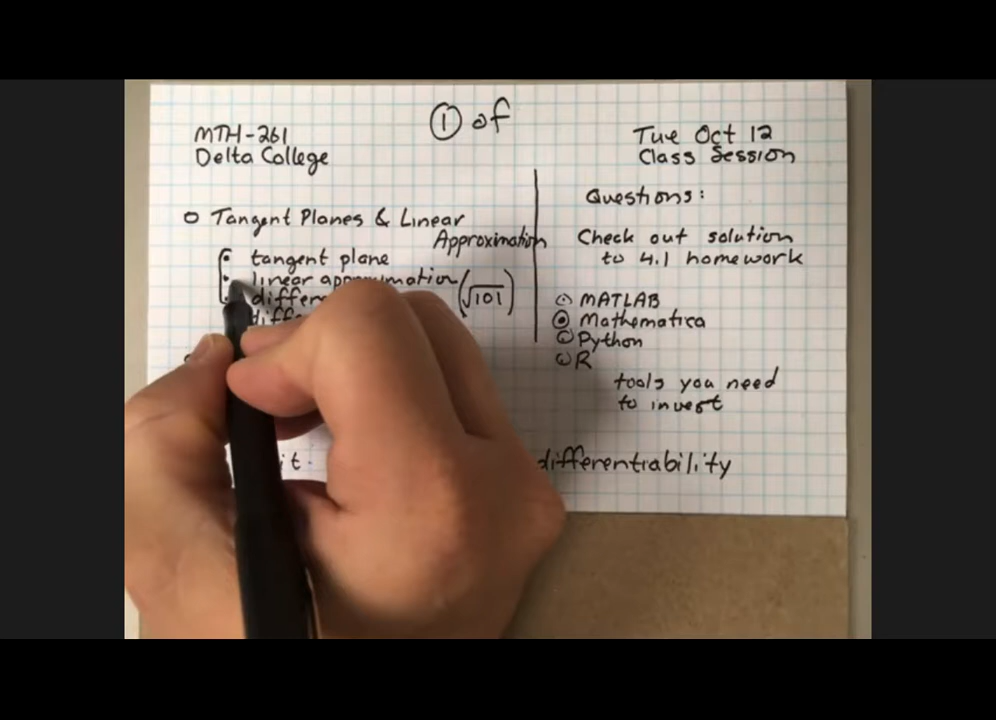 ① of
MTH-261
Delta College
Tue Oct 12
Class Session
Tangent Planes & Linear
Approximation
tangent plane
linear approximation (√101)
Questions:
Check out solution
to 4.1 homework
MATLAB
Mathematica
Python
R
tools you need
to invest
differentiability